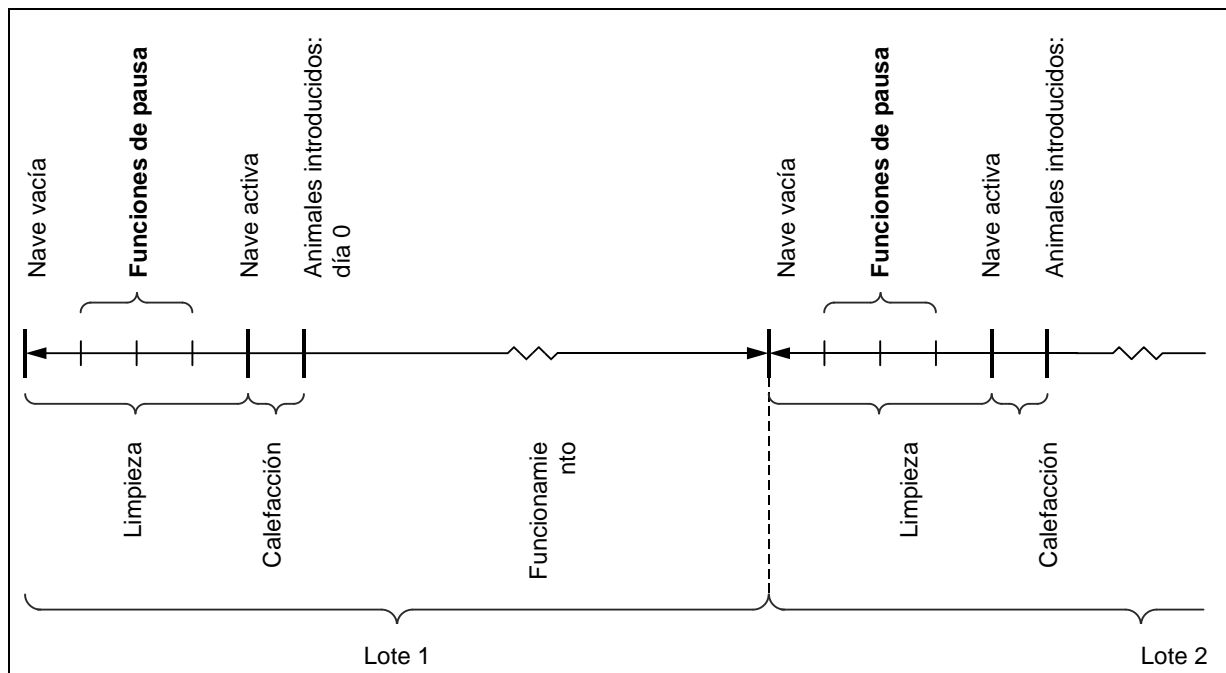 Nave vacía
Funciones de pausa
Nave activa
Animales introducidos:
día 0
Nave vacía
Funciones de pausa
Nave activa
Animales introducidos:
Limpieza
Calefacción
Funcionamie
nto
Limpieza
Calefacción
Lote 1
Lote 2